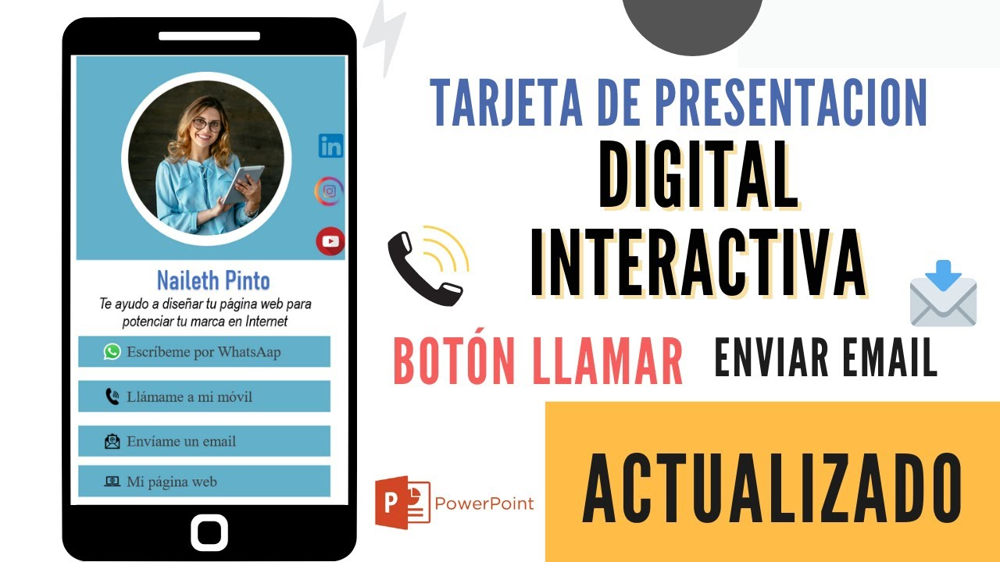 TARJETA DE PRESENTACION
DIGITAL
INTERACTIVA
BOTÓN LLAMAR
ENVIAR EMAIL
ACTUALIZADO
P PowerPoint
in
Naileth Pinto
Te ayudo a diseñar tu página web para
potenciar tu marca en Internet
Escríbeme por WhatsAap
Llámame a mi móvil
Envíame un email
Mi página web